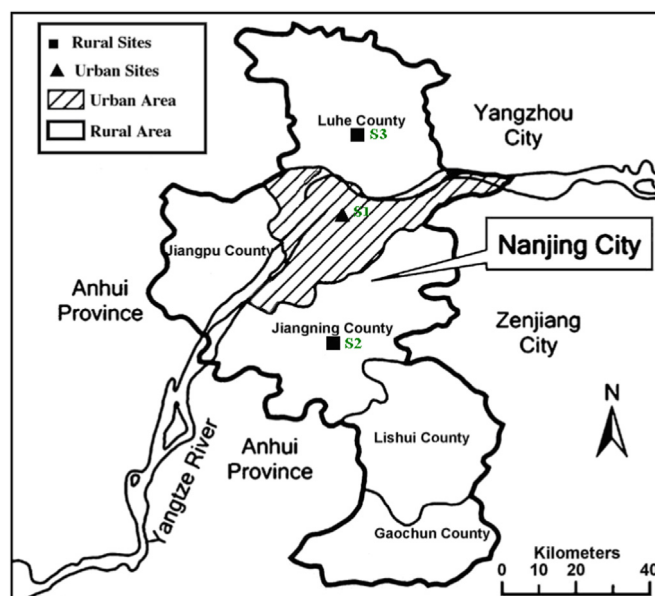 Rural Sites
Urban Sites
Urban Area
Rural Area
Luhe County
S3
Yangzhou
City
S1
Jiangpu County
Nanjing City
Anhui
Province
Jiangning County
S2
Zenjiang
City
N
Anhui
Province
Lishui County
Yangtze River
Gaochun County
Kilometers
0 10 20 40